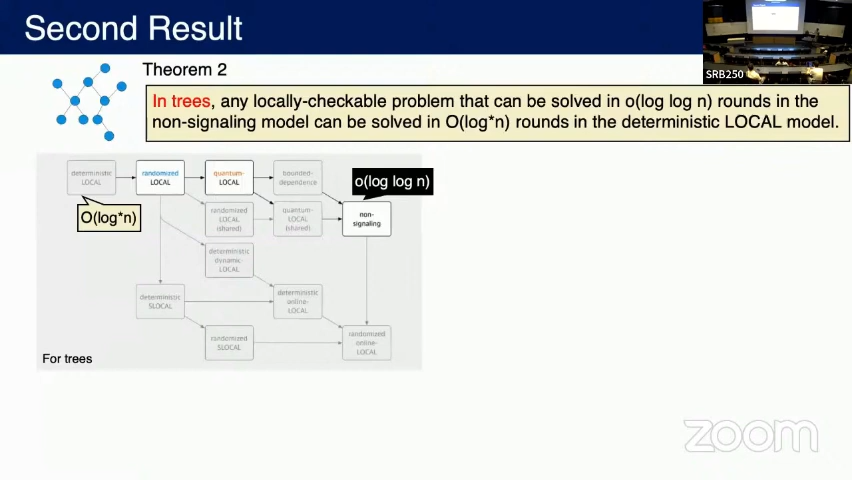 Second Result
SRB250
Theorem 2
In trees, any locally-checkable problem that can be solved in o(log log n) rounds in the
non-signaling model can be solved in O(log*n) rounds in the deterministic LOCAL model.
deterministic
LOCAL
randomized
LOCAL
quantum-
LOCAL
bounded-
dependence
o(log log n)
O(log*n)
randomized
LOCAL
(shared)
quantum-
LOCAL
(shared)
non-
signaling
deterministic
dynamic-
LOCAL
deterministic
SLOCAL
deterministic
online-
LOCAL
randomized
SLOCAL
randomized
online-
LOCAL
For trees
zoom